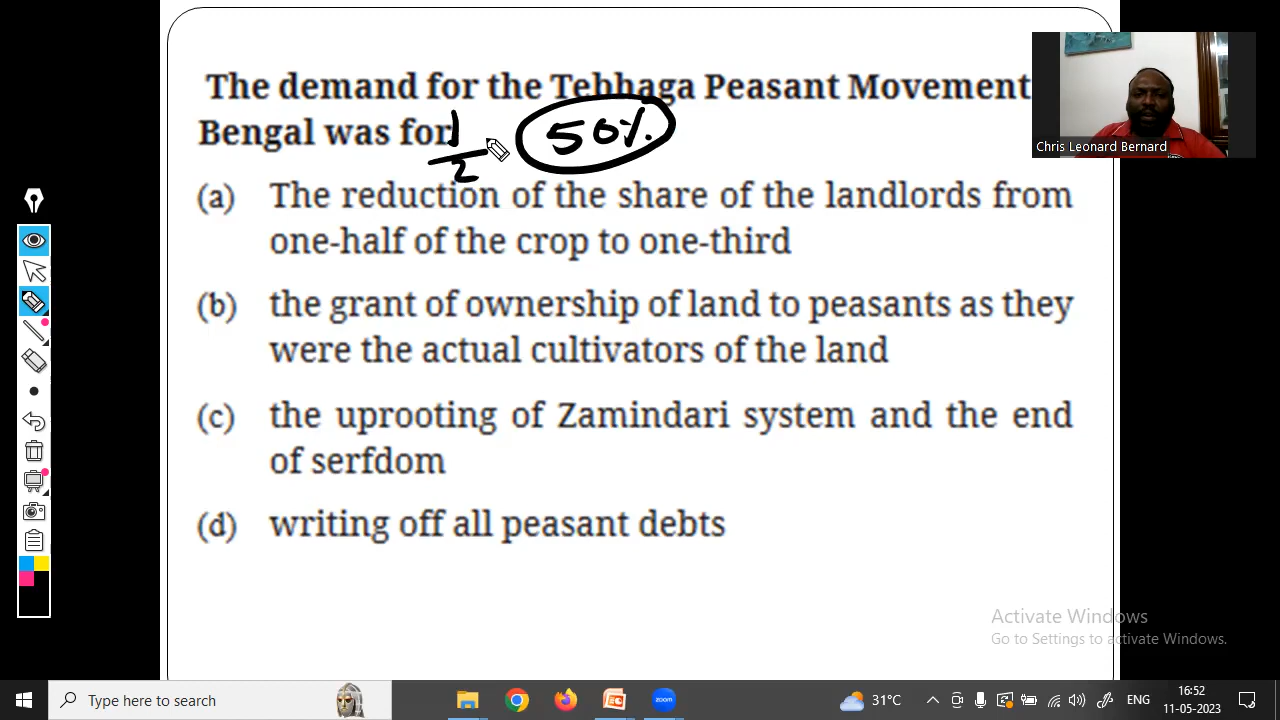 The demand for the Tebhaga Peasant Movement
Bengal was for
1/2 50%
(a) The reduction of the share of the landlords from
one-half of the crop to one-third
(b) the grant of ownership of land to peasants as they
were the actual cultivators of the land
(c) the uprooting of Zamindari system and the end
of serfdom
(d) writing off all peasant debts
Chris Leonard Bernard
Activate Windows
Go to Settings to activate Windows.
Type here to search
zoom
31°C
ENG
16:52
11-05-2023